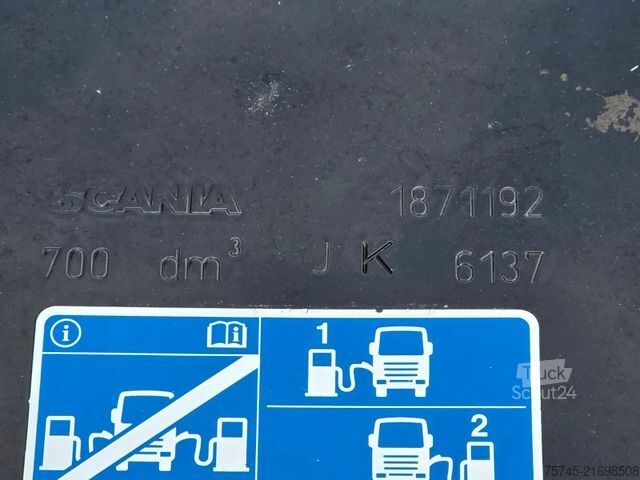 SCANIA 1871192
700 dm³ J K 6137
i i
1
2
Truck
Scout24
75745-21698508